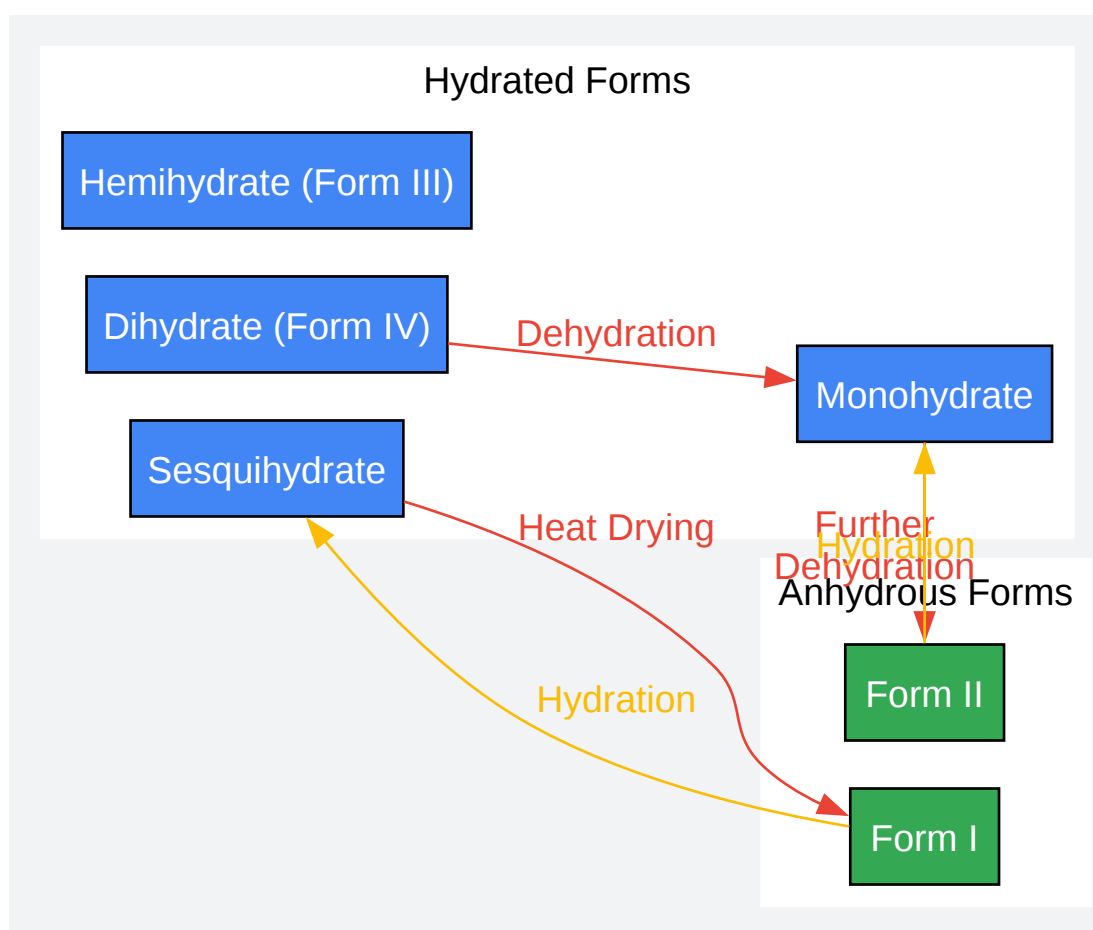 Hydrated Forms
Hemihydrate (Form III)
Dihydrate (Form IV)
Dehydration
Monohydrate
Sesquihydrate
Heat Drying
Further
Dehydration
Hydration
Anhydrous Forms
Form II
Hydration
Form I